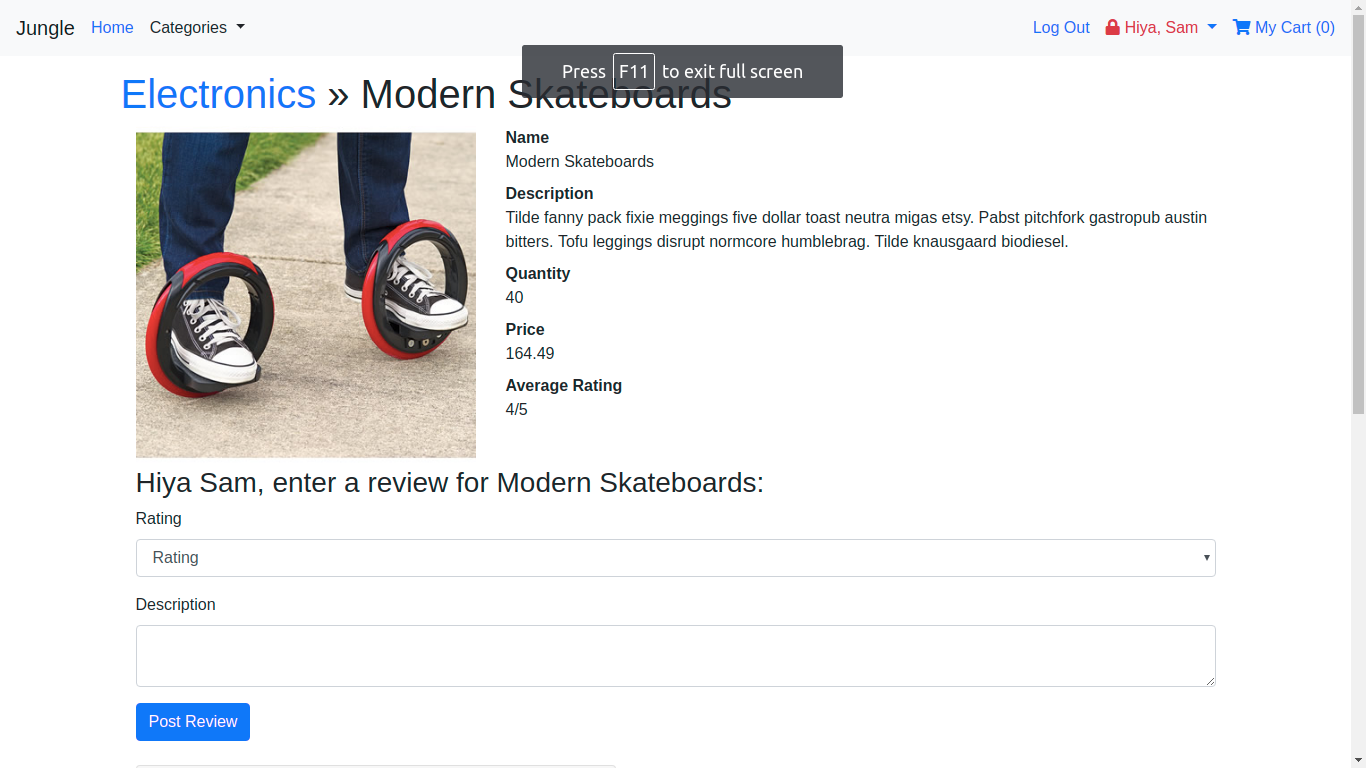 Jungle Home Categories Log Out Hiya, Sam My Cart (0)
Press F11 to exit full screen
Electronics » Modern Skateboards
Name
Modern Skateboards
Description
Tilde fanny pack fixie meggings five dollar toast neutra migas etsy. Pabst pitchfork gastropub austin
bitters. Tofu leggings disrupt normcore humblebrag. Tilde knausgaard biodiesel.
Quantity
40
Price
164.49
Average Rating
4/5
Hiya Sam, enter a review for Modern Skateboards:
Rating
Rating
Description
Post Review